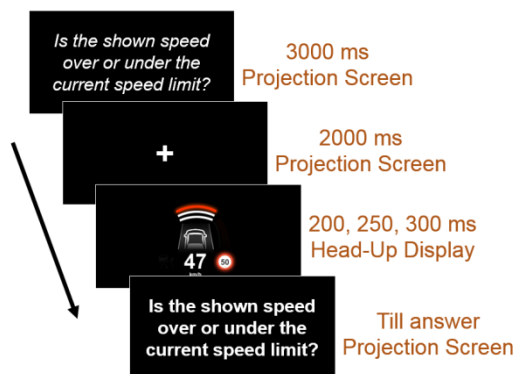 Is the shown speed
over or under the
current speed limit?
3000 ms
Projection Screen
+
2000 ms
Projection Screen
47
km/h
50
200, 250, 300 ms
Head-Up Display
Is the shown speed
over or under the
current speed limit?
Till answer
Projection Screen